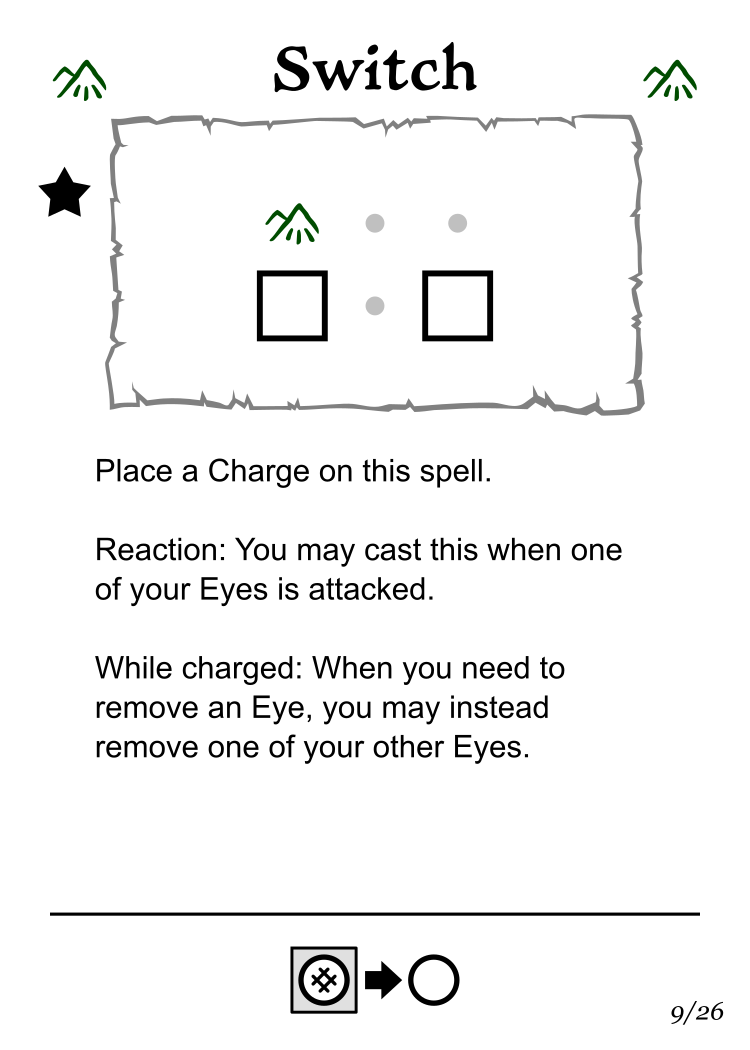 Switch
Place a Charge on this spell.
Reaction: You may cast this when one
of your Eyes is attacked.
While charged: When you need to
remove an Eye, you may instead
remove one of your other Eyes.
9/26